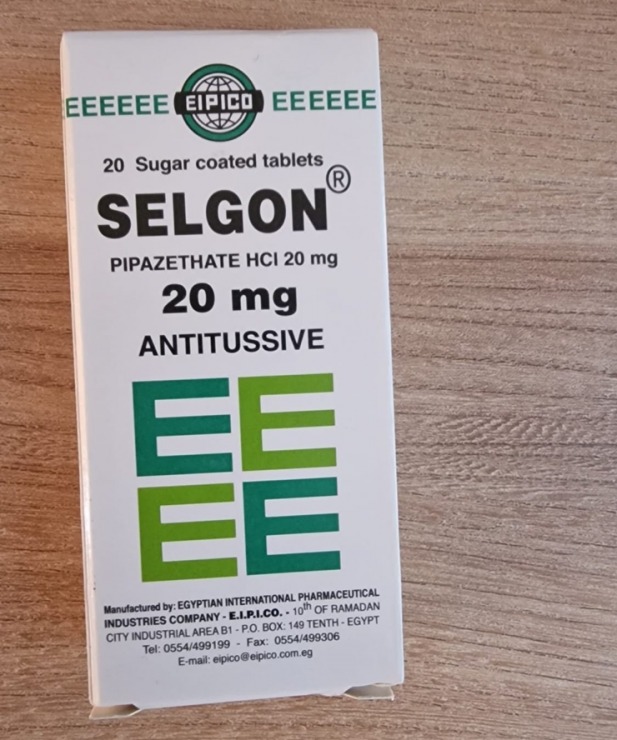 EEEEEE EIPICO EEEEEE
20 Sugar coated tablets
SELGON®
PIPAZETHATE HCl 20 mg
20 mg
ANTITUSSIVE
EE
EE
Manufactured by: EGYPTIAN INTERNATIONAL PHARMACEUTICAL
INDUSTRIES COMPANY - E.I.P.I.CO. - 10th OF RAMADAN
CITY INDUSTRIAL AREA B1 - P.O. BOX: 149 TENTH - EGYPT
Tel: 0554/499199 - Fax: 0554/499306
E-mail: eipico@eipico.com.eg